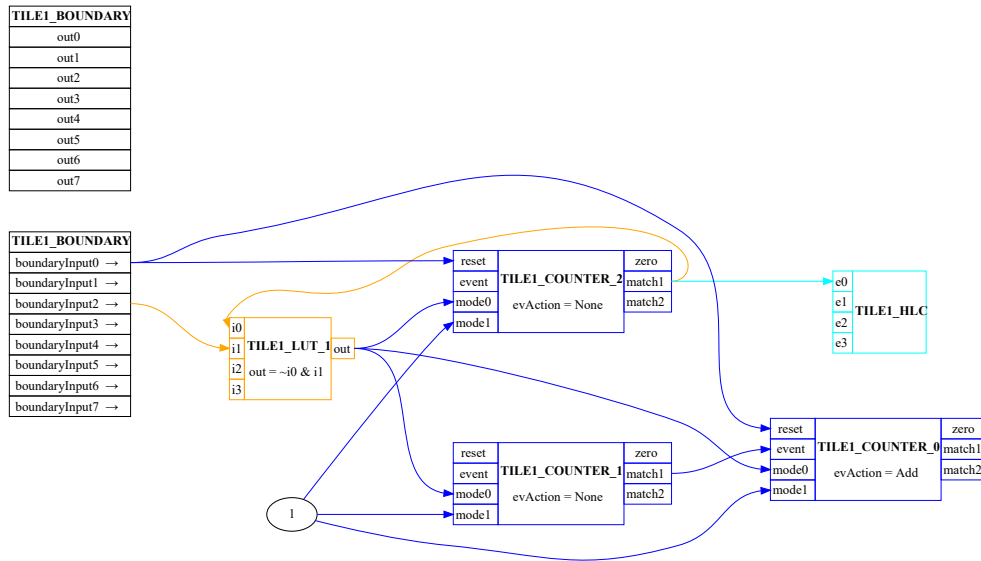 TILE1_BOUNDARY
out0
out1
out2
out3
out4
out5
out6
out7
TILE1_BOUNDARY
boundaryInput0 →
boundaryInput1 →
boundaryInput2 →
boundaryInput3 →
boundaryInput4 →
boundaryInput5 →
boundaryInput6 →
boundaryInput7 →
i0
i1
i2
i3
TILE1_LUT_1
out = ~i0 & i1
out
reset
event
mode0
mode1
TILE1_COUNTER_2
evAction = None
zero
match1
match2
e0
e1
e2
e3
TILE1_HLC
1
reset
event
mode0
mode1
TILE1_COUNTER_1
evAction = None
zero
match1
match2
reset
event
mode0
mode1
TILE1_COUNTER_0
evAction = Add
zero
match1
match2